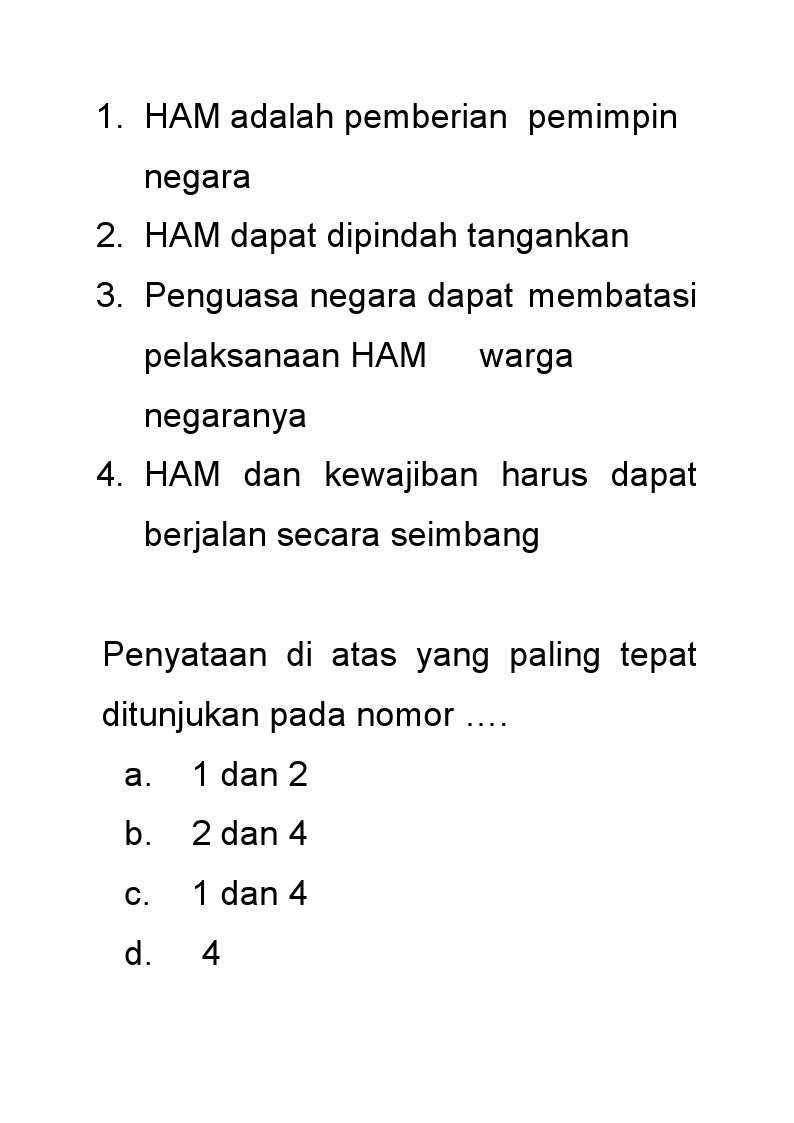 1. HAM adalah pemberian pemimpin
negara
2. HAM dapat dipindah tangankan
3. Penguasa negara dapat membatasi
pelaksanaan HAM warga
negaranya
4. HAM dan kewajiban harus dapat
berjalan secara seimbang
Penyataan di atas yang paling tepat
ditunjukan pada nomor ....
a. 1 dan 2
b. 2 dan 4
c. 1 dan 4
d. 4